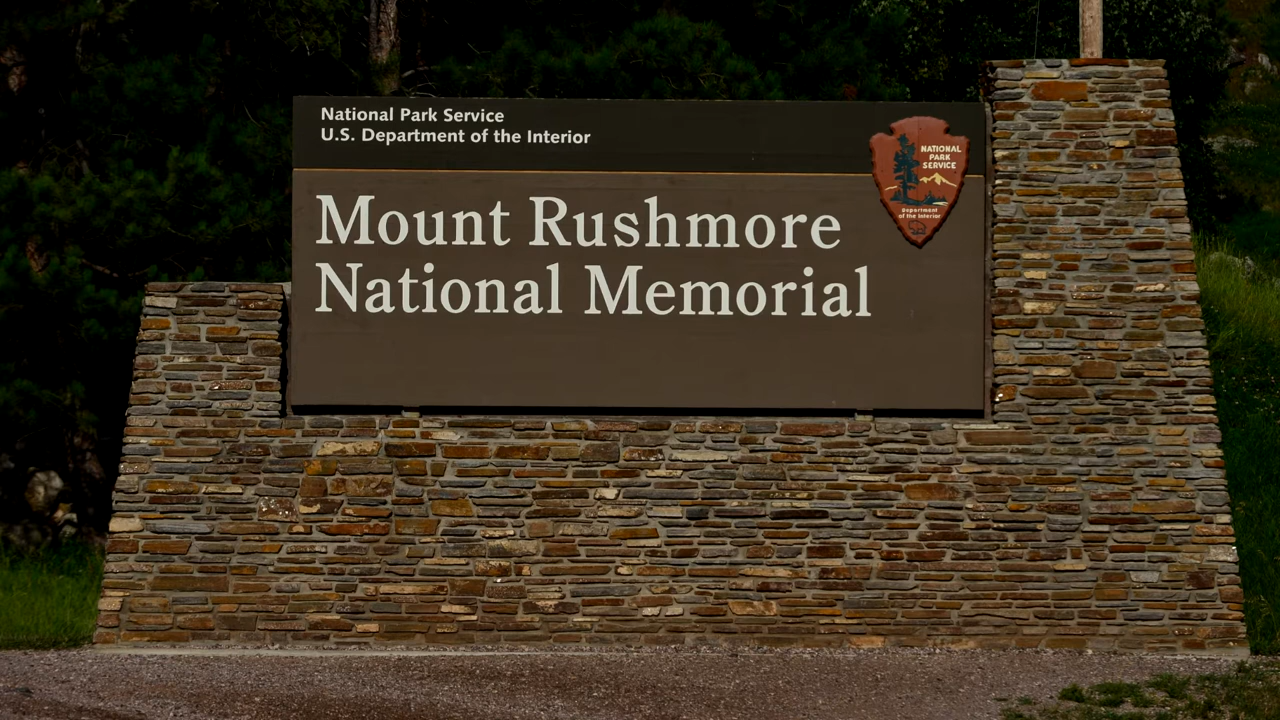 National Park Service
U.S. Department of the Interior
Mount Rushmore
National Memorial
NATIONAL
PARK
SERVICE
Department
of the Interior